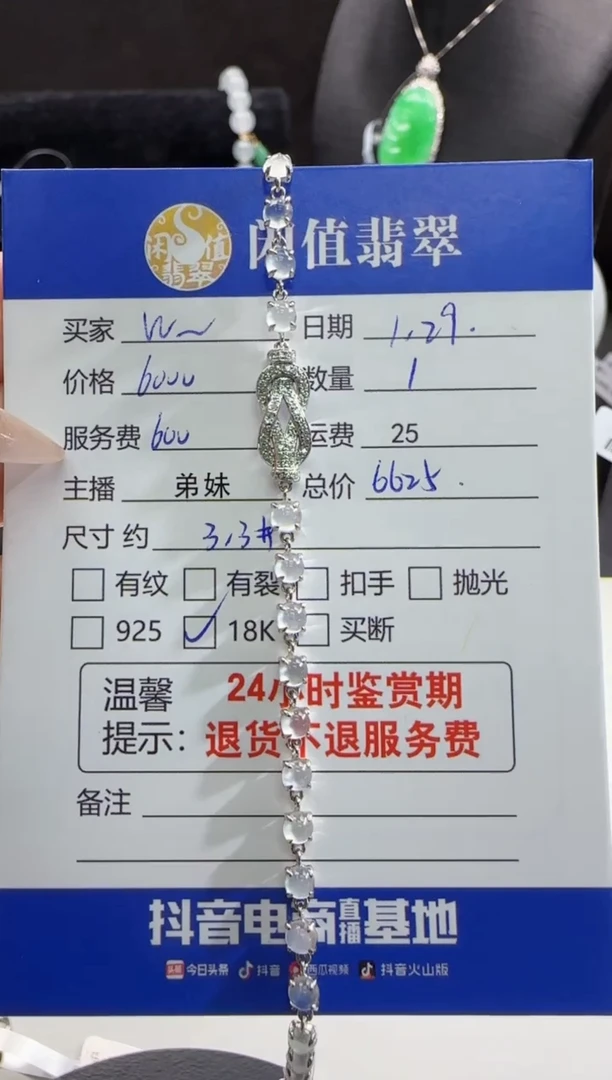 闲值翡翠
闲值翡翠
买家 日期 1.29.
价格 6000 数量 1
服务费 600 运费 25
主播 弟妹 总价 6625.
尺寸 约 3.3#
有纹 有裂 扣手 抛光
925 ✓ 18K 买断
温馨提示: 24小时鉴赏期
退货不退服务费
备注
抖音电商直播基地
头条 今日头条 抖音 西瓜视频 抖音火山版